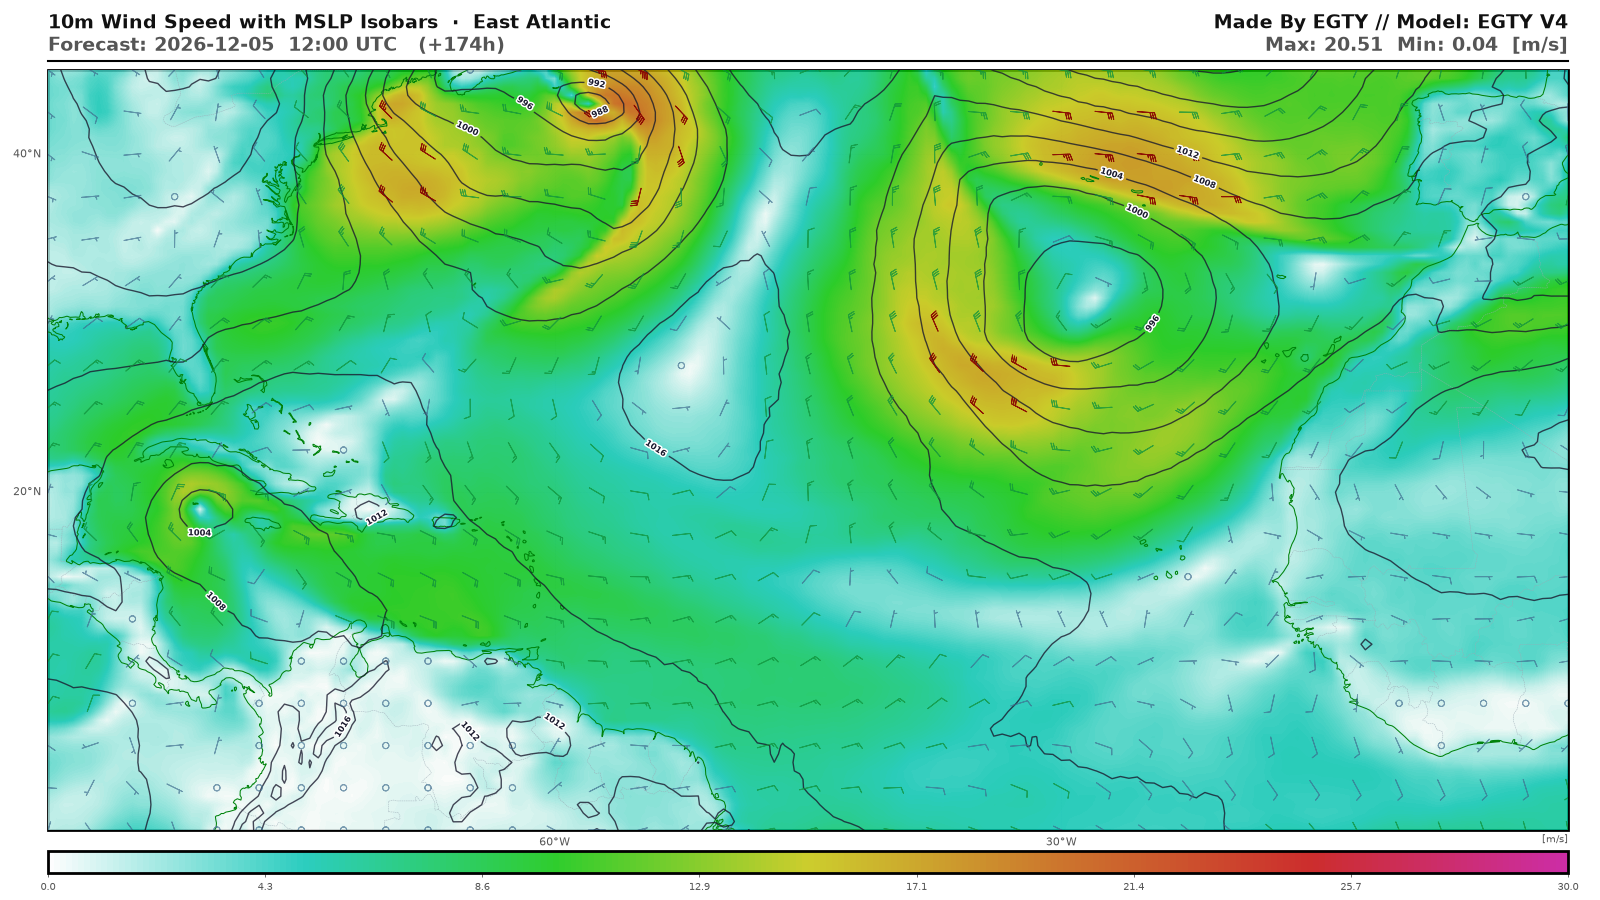 10m Wind Speed with MSLP Isobars · East Atlantic
Made By EGTY // Model: EGTY V4
Forecast: 2026-12-05 12:00 UTC (+174h)
Max: 20.51 Min: 0.04 [m/s]
992
996
988
1000
40°N
1012
1004
1008
1000
996
1016
20°N
1012
1004
1008
1016
1012
1012
60°W
30°W
[m/s]
0.0
4.3
8.6
12.9
17.1
21.4
25.7
30.0